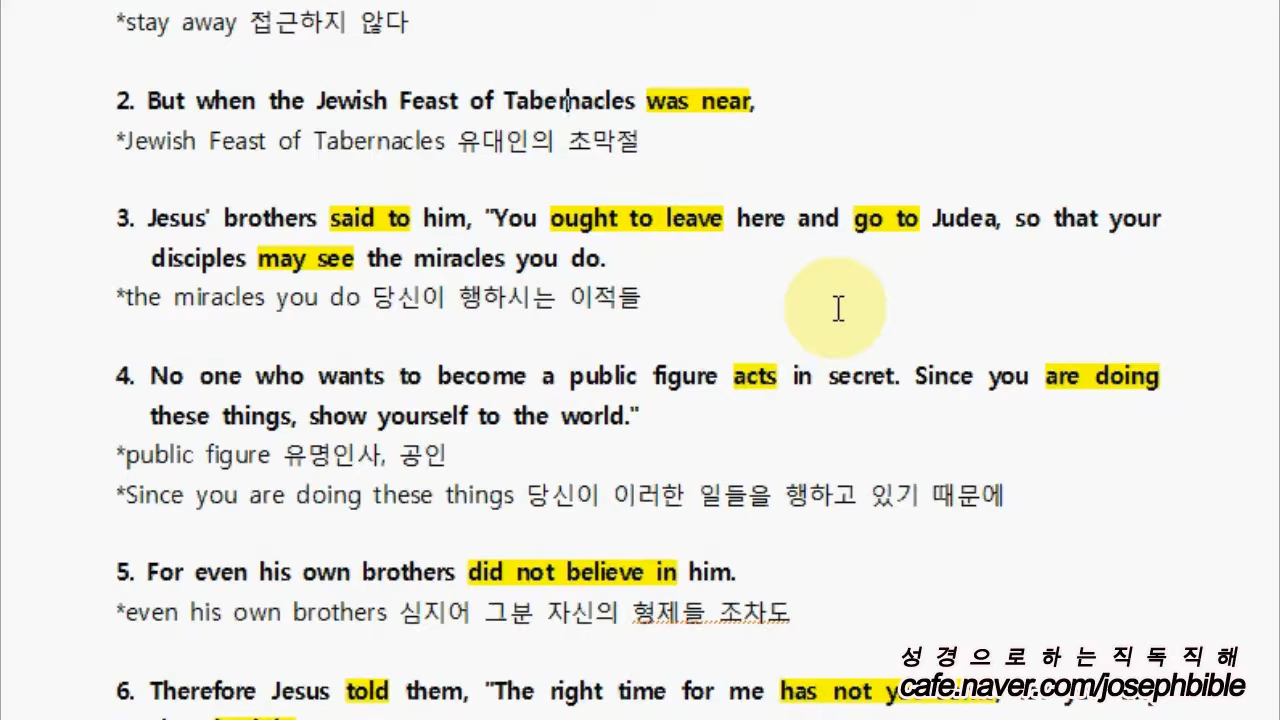 *stay away 접근하지 않다
2. But when the Jewish Feast of Tabernacles was near,
*Jewish Feast of Tabernacles 유대인의 초막절
3. Jesus' brothers said to him, "You ought to leave here and go to Judea, so that your
disciples may see the miracles you do.
*the miracles you do 당신이 행하시는 이적들
4. No one who wants to become a public figure acts in secret. Since you are doing
these things, show yourself to the world."
*public figure 유명인사, 공인
*Since you are doing these things 당신이 이러한 일들을 행하고 있기 때문에
5. For even his own brothers did not believe in him.
*even his own brothers 심지어 그분 자신의 형제들 조차도
성경으로하는직독직해
6. Therefore Jesus told them, "The right time for me has not
cafe.naver.com/josephbible